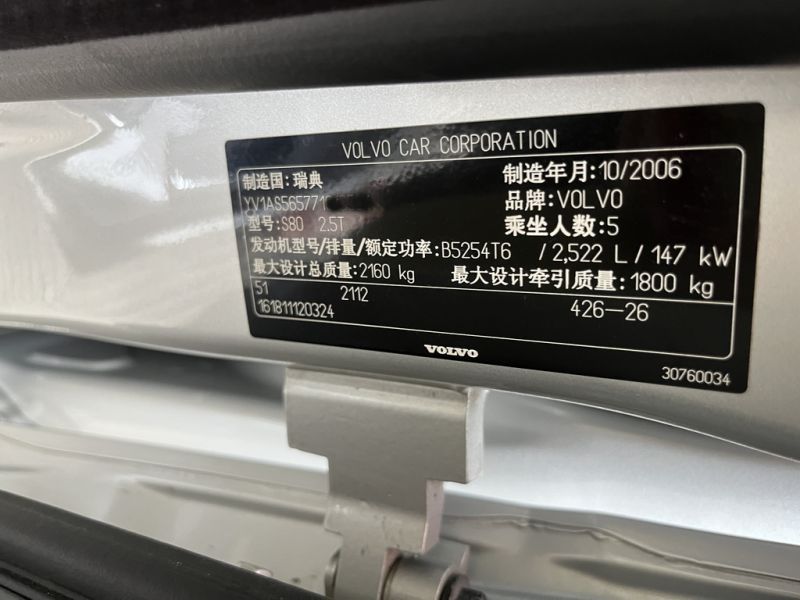 VOLVO CAR CORPORATION
制造国:瑞典 制造年月:10/2006
YV1AS565771 品牌:VOLVO
型号:S80 2.5T 乘坐人数:5
发动机型号/排量/额定功率:B5254T6 / 2,522 L / 147 kW
最大设计总质量:2160 kg 最大设计牵引质量:1800 kg
51 2112 426-26
161811120324
VOLVO
30760034